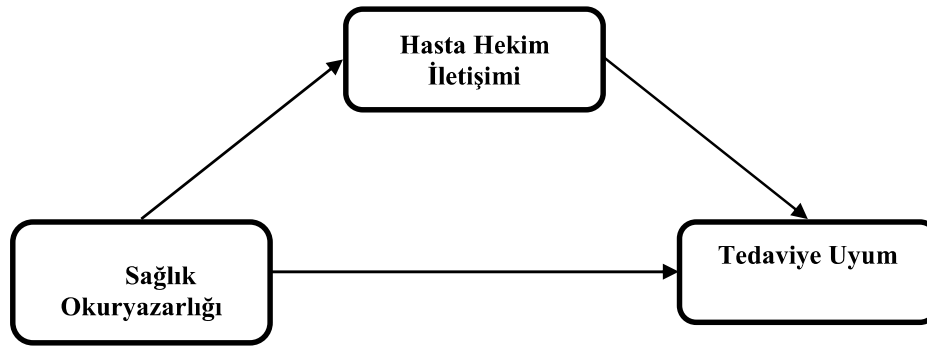 Hasta Hekim
İletişimi
Sağlık
Okuryazarlığı
Tedaviye Uyum